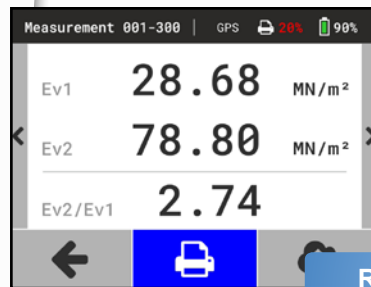 Measurement 001-300 | GPS 20% 90%
Ev1 28.68 MN/m²
Ev2 78.80 MN/m²
Ev2/Ev1 2.74
R